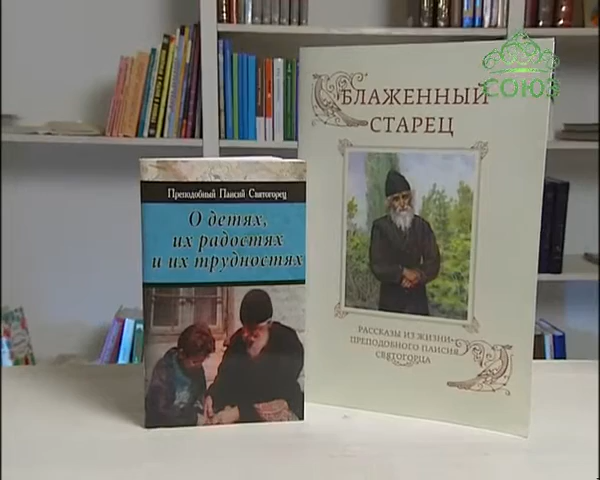 СОЮЗ
БЛАЖЕННЫЙ
СТАРЕЦ
РАССКАЗЫ ИЗ ЖИЗНИ
ПРЕПОДОБНОГО ПАИСИЯ
СВЯТОГОРЦА
Преподобный Паисий Святогорец
О детях,
их радостях
и их трудностях